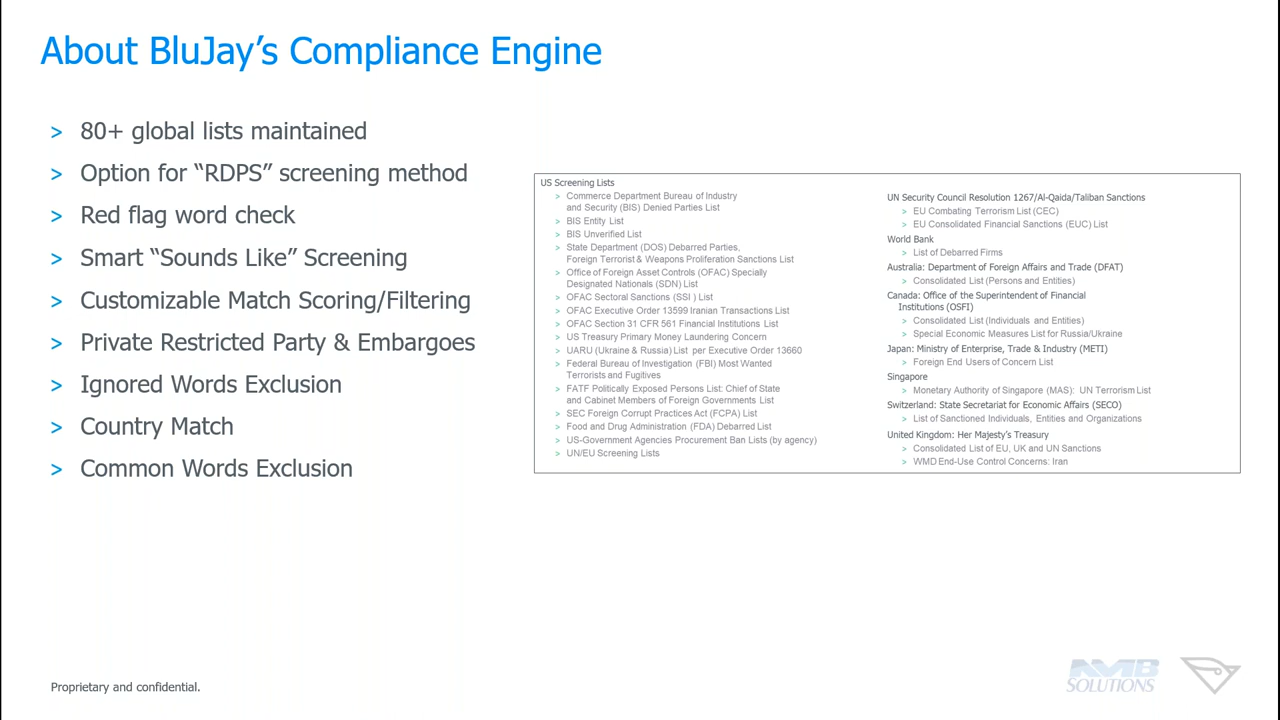 About BluJay's Compliance Engine
> 80+ global lists maintained
> Option for “RDPS” screening method
> Red flag word check
> Smart “Sounds Like” Screening
> Customizable Match Scoring/Filtering
> Private Restricted Party & Embargoes
> Ignored Words Exclusion
> Country Match
> Common Words Exclusion
US Screening Lists
> Commerce Department Bureau of Industry
and Security (BIS) Denied Parties List
> BIS Entity List
> BIS Unverified List
> State Department (DOS) Debarred Parties,
Foreign Terrorist & Weapons Proliferation Sanctions List
> Office of Foreign Asset Controls (OFAC) Specially
Designated Nationals (SDN) List
> OFAC Sectoral Sanctions (SSI ) List
> OFAC Executive Order 13599 Iranian Transactions List
> OFAC Section 31 CFR 561 Financial Institutions List
> US Treasury Primary Money Laundering Concern
> UARU (Ukraine & Russia) List per Executive Order 13660
> Federal Bureau of Investigation (FBI) Most Wanted
Terrorists and Fugitives
> FATF Politically Exposed Persons List: Chief of State
and Cabinet Members of Foreign Governments List
> SEC Foreign Corrupt Practices Act (FCPA) List
> Food and Drug Administration (FDA) Debarred List
> US-Government Agencies Procurement Ban Lists (by agency)
> UN/EU Screening Lists
UN Security Council Resolution 1267/Al-Qaida/Taliban Sanctions
> EU Combating Terrorism List (CEC)
> EU Consolidated Financial Sanctions (EUC) List
World Bank
> List of Debarred Firms
Australia: Department of Foreign Affairs and Trade (DFAT)
> Consolidated List (Persons and Entities)
Canada: Office of the Superintendent of Financial
Institutions (OSFI)
> Consolidated List (Individuals and Entities)
> Special Economic Measures List for Russia/Ukraine
Japan: Ministry of Enterprise, Trade & Industry (METI)
> Foreign End Users of Concern List
Singapore
> Monetary Authority of Singapore (MAS): UN Terrorism List
Switzerland: State Secretariat for Economic Affairs (SECO)
> List of Sanctioned Individuals, Entities and Organizations
United Kingdom: Her Majesty's Treasury
> Consolidated List of EU, UK and UN Sanctions
> WMD End-Use Control Concerns: Iran
Proprietary and confidential.
SOLUTIONS